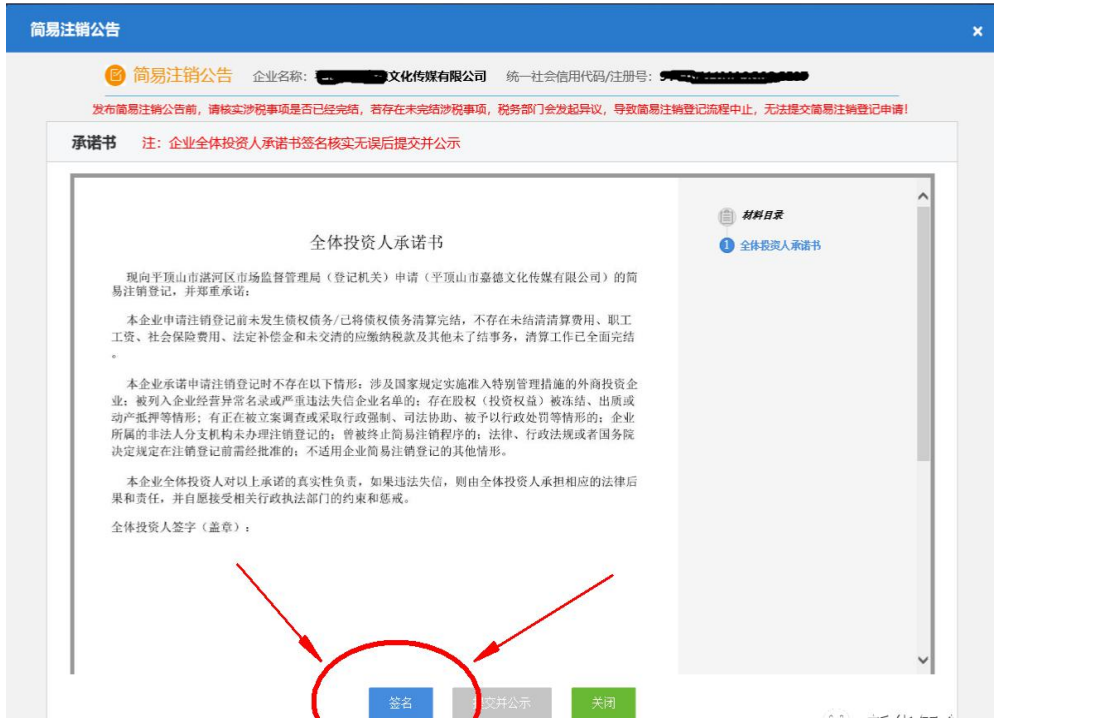 简易注销公告 ×
简易注销公告 企业名称: 文化传媒有限公司 统一社会信用代码/注册号:
发布简易注销公告前，请核实涉税事项是否已经完结，若存在未完结涉税事项，税务部门会发起异议，导致简易注销登记流程中止，无法提交简易注销登记申请！
承诺书 注：企业全体投资人承诺书签名核实无误后提交并公示
材料目录
1 全体投资人承诺书
全体投资人承诺书
现向平顶山市湛河区市场监督管理局（登记机关）申请（平顶山市嘉德文化传媒有限公司）的简
易注销登记，并郑重承诺：
本企业申请注销登记前未发生债权债务/已将债权债务清算完结，不存在未结清清算费用、职工
工资、社会保险费用、法定补偿金和未交清的应缴纳税款及其他未了结事务，清算工作已全面完结
。
本企业承诺申请注销登记时不存在以下情形：涉及国家规定实施准入特别管理措施的外商投资企
业；被列入企业经营异常名录或严重违法失信企业名单的；存在股权（投资权益）被冻结、出质或
动产抵押等情形；有正在被立案调查或采取行政强制、司法协助、被予以行政处罚等情形的；企业
所属的非法人分支机构未办理注销登记的；曾被终止简易注销程序的；法律、行政法规或者国务院
决定规定在注销登记前需经批准的；不适用企业简易注销登记的其他情形。
本企业全体投资人对以上承诺的真实性负责，如果违法失信，则由全体投资人承担相应的法律后
果和责任，并自愿接受相关行政执法部门的约束和惩戒。
全体投资人签字（盖章）：
签名 提交并公示 关闭